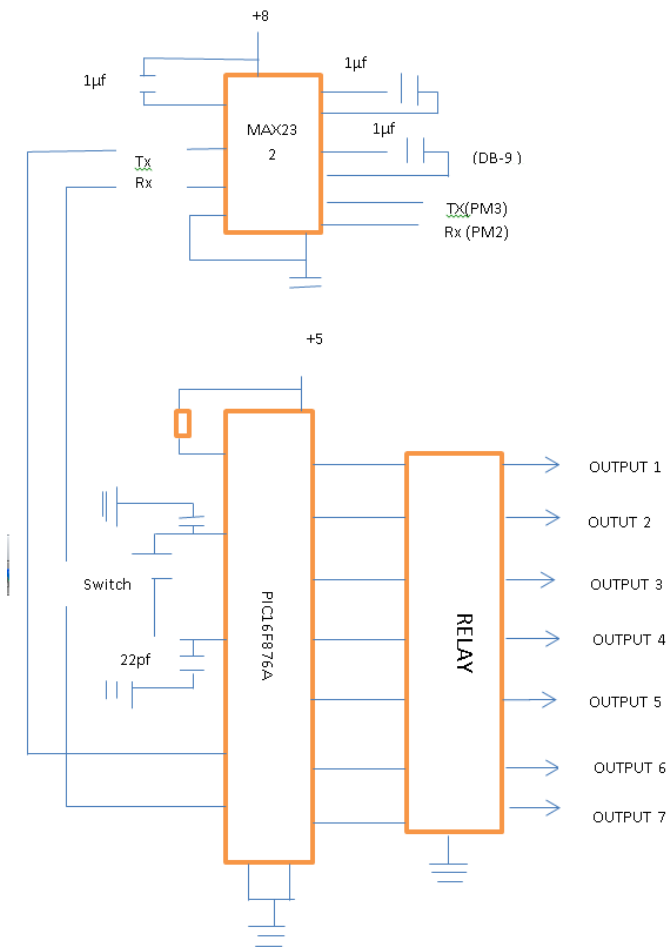 +8
1µf
1µf
MAX23
2
1µf
(DB-9 )
Tx
Rx
TX(PM3)
Rx (PM2)
+5
OUTPUT 1
OUTUT 2
Switch
OUTPUT 3
PIC16F876A
RELAY
OUTPUT 4
22pf
OUTPUT 5
OUTPUT 6
OUTPUT 7